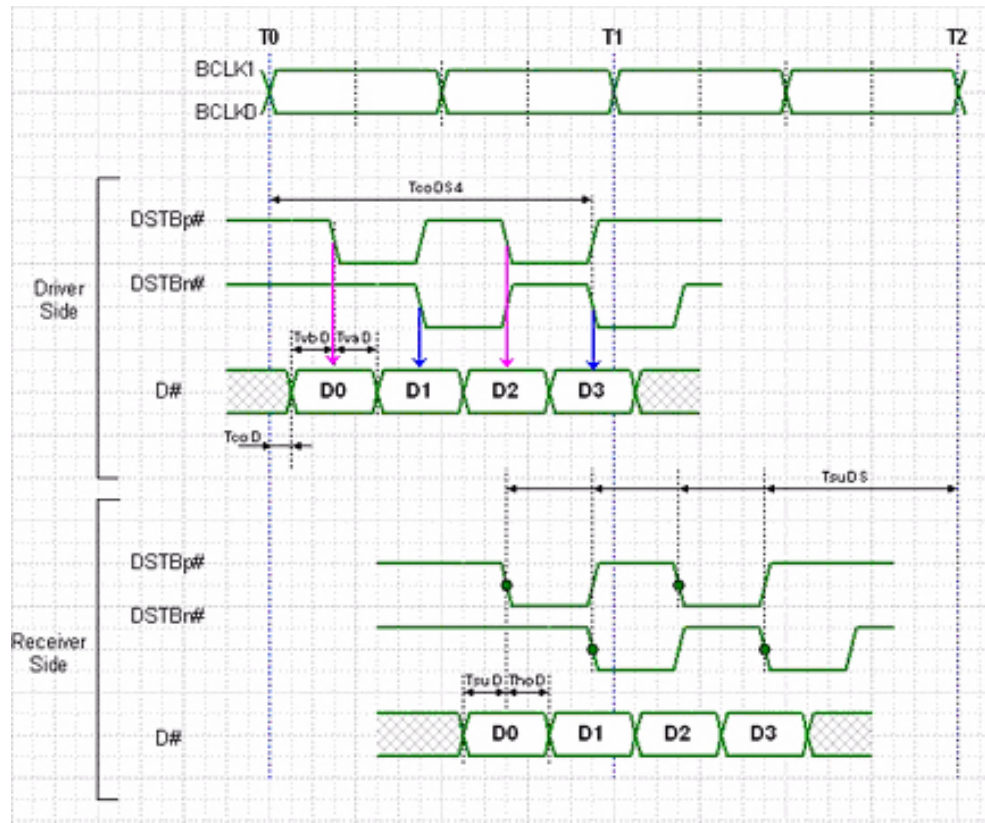 T0 T1 T2
BCLK1
BCLK0
TcoDS4
DSTBp#
DSTBn#
Driver
Side
TvbD TvaD
D# D0 D1 D2 D3
TcoD
TsuDS
DSTBp#
DSTBn#
Receiver
Side
TsuD ThoD
D# D0 D1 D2 D3